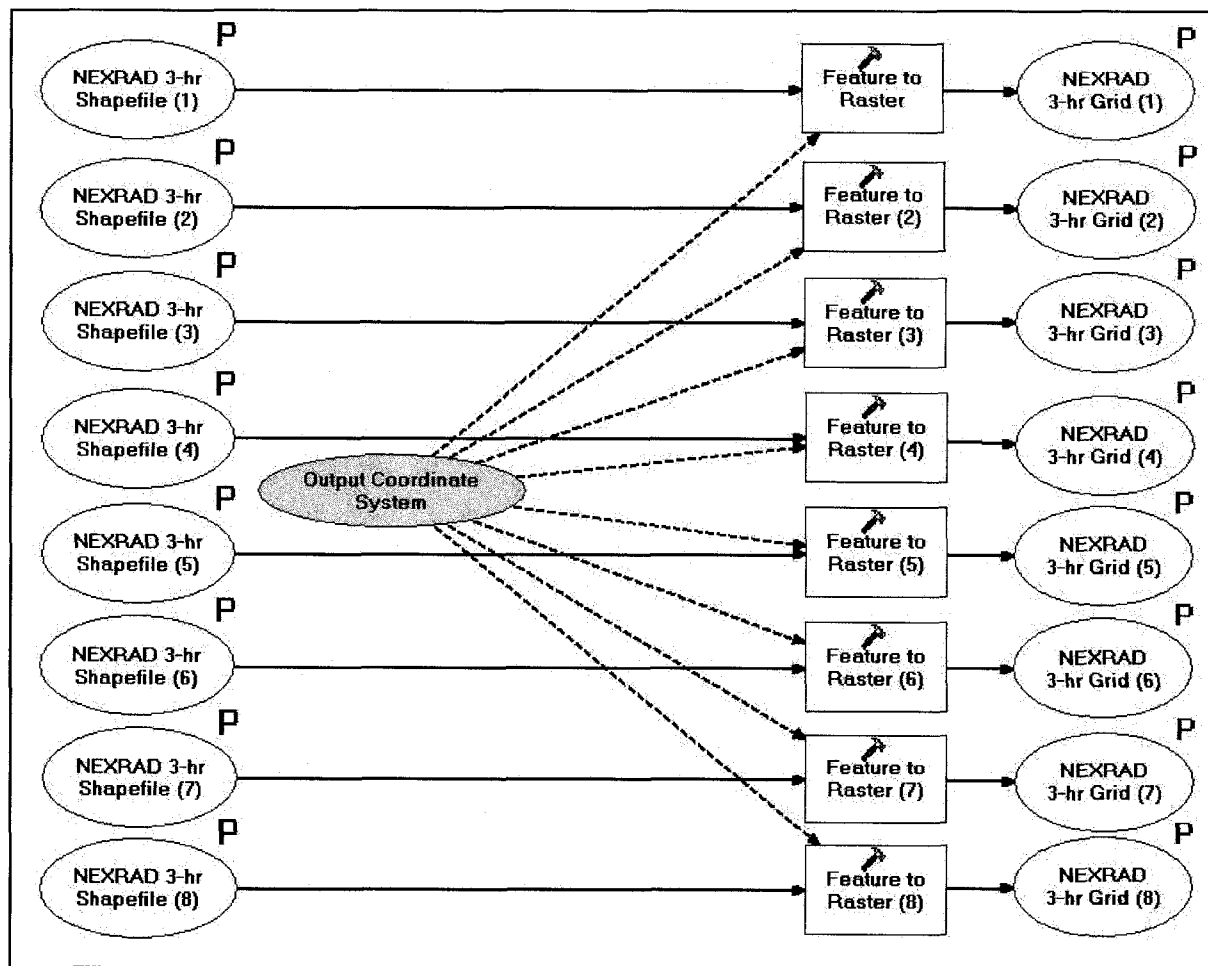 P
NEXRAD 3-hr
Shapefile (1)
Feature to
Raster
P
NEXRAD
3-hr Grid (1)
P
NEXRAD 3-hr
Shapefile (2)
Feature to
Raster (2)
P
NEXRAD
3-hr Grid (2)
P
NEXRAD 3-hr
Shapefile (3)
Feature to
Raster (3)
P
NEXRAD
3-hr Grid (3)
P
NEXRAD 3-hr
Shapefile (4)
Feature to
Raster (4)
P
NEXRAD
3-hr Grid (4)
Output Coordinate
System
P
NEXRAD 3-hr
Shapefile (5)
Feature to
Raster (5)
P
NEXRAD
3-hr Grid (5)
P
NEXRAD 3-hr
Shapefile (6)
Feature to
Raster (6)
P
NEXRAD
3-hr Grid (6)
P
NEXRAD 3-hr
Shapefile (7)
Feature to
Raster (7)
P
NEXRAD
3-hr Grid (7)
P
NEXRAD 3-hr
Shapefile (8)
Feature to
Raster (8)
P
NEXRAD
3-hr Grid (8)